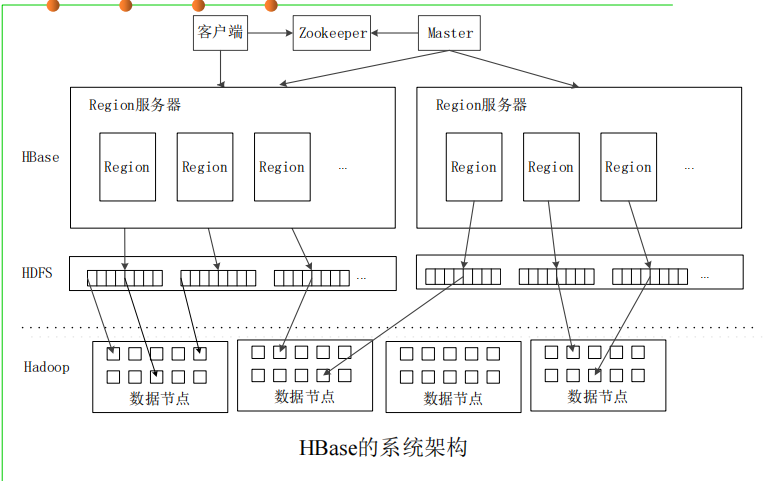 客户端
Zookeeper
Master
Region服务器
Region服务器
HBase
Region
Region
Region
...
Region
Region
Region
...
HDFS
...
...
Hadoop
数据节点
数据节点
数据节点
数据节点
HBase的系统架构